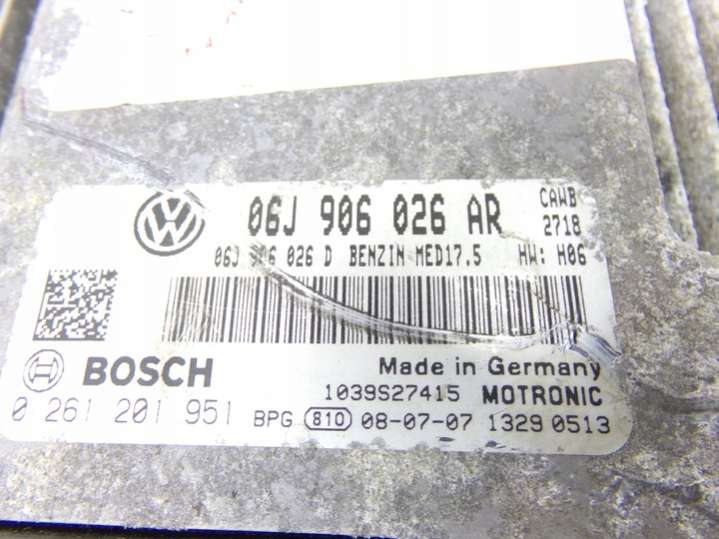 06J 906 026 AR CAWB
2718
06J 906 026 D BENZIN MED17.5 HW: H06
BOSCH Made in Germany
1039S27415 MOTRONIC
0 261 201 951 BPG 810 08-07-07 1329 0513